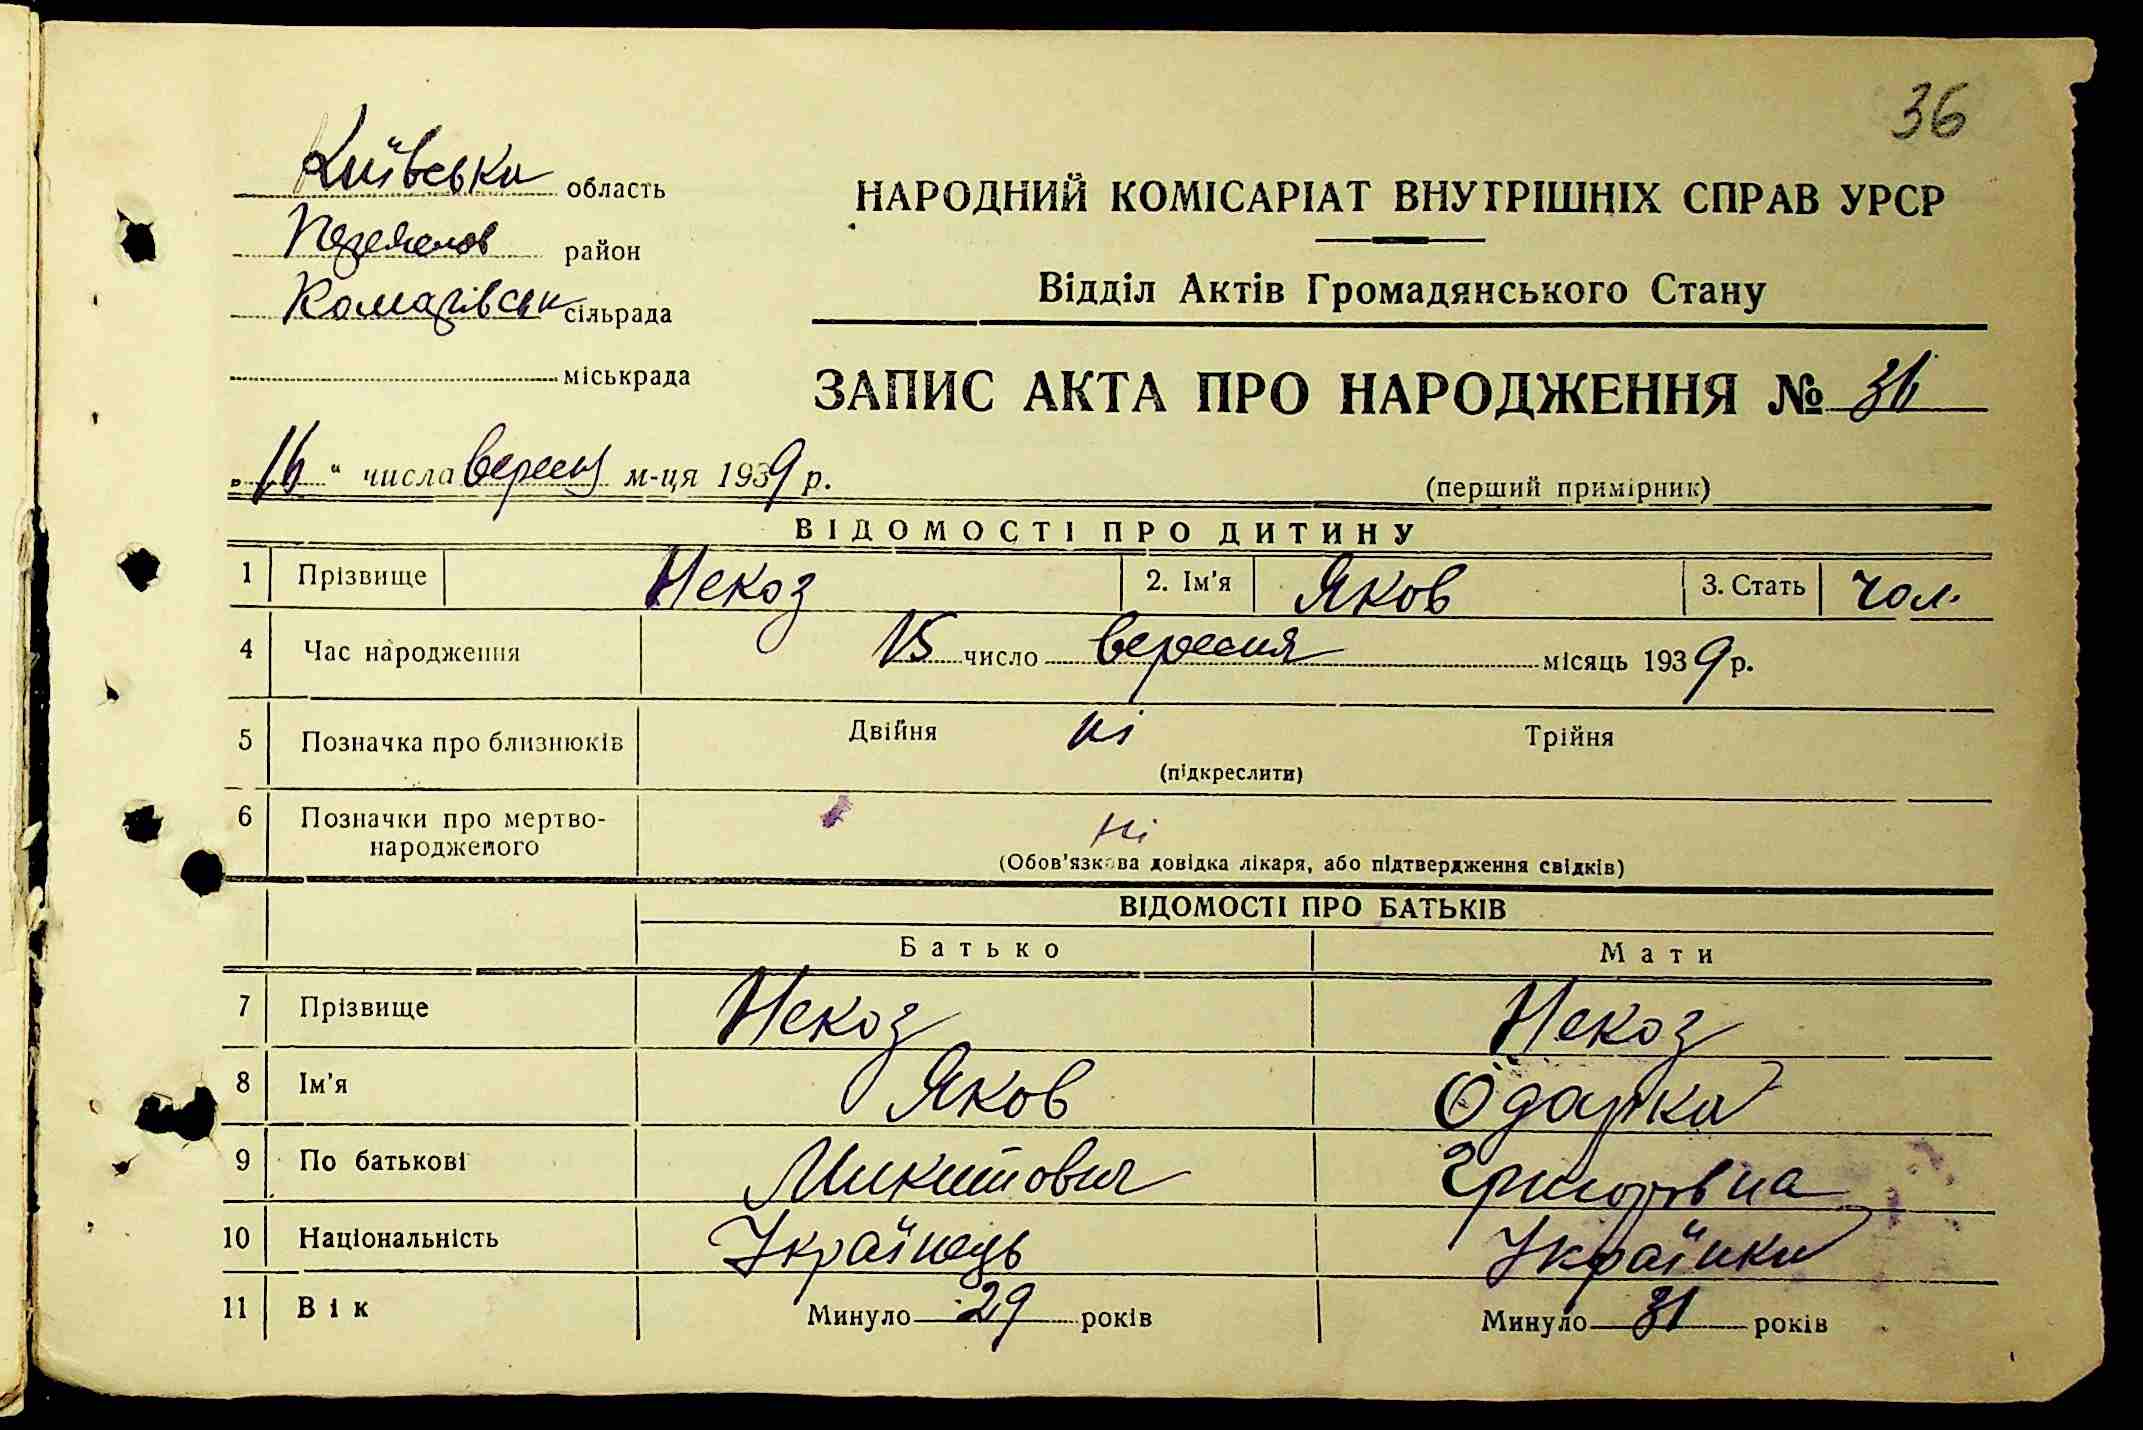 36
Київська область
НАРОДНИЙ КОМІСАРІАТ ВНУТРІШНІХ СПРАВ УРСР
район
Комарівськ сільрада
Відділ Актів Громадянського Стану
міськрада
ЗАПИС АКТА ПРО НАРОДЖЕННЯ №
„16“ числа вересня м-ця 1939 р.
(перший примірник)
ВІДОМОСТІ ПРО ДИТИНУ
1 Прізвище Некоз 2. Ім'я Яков 3. Стать чол.
4 Час народження 15 число вересня місяць 1939 р.
5 Позначка про близнюків Двійня ні Трійня
(підкреслити)
6 Позначки про мертво-
народженого ні
(Обов'язкова довідка лікаря, або підтвердження свідків)
ВІДОМОСТІ ПРО БАТЬКІВ
Батько Мати
7 Прізвище Некоз Некоз
8 Ім'я Яков Одарка
9 По батькові Микитович Григоровна
10 Національність Українець Українка
11 Вік Минуло 29 років Минуло 31 років